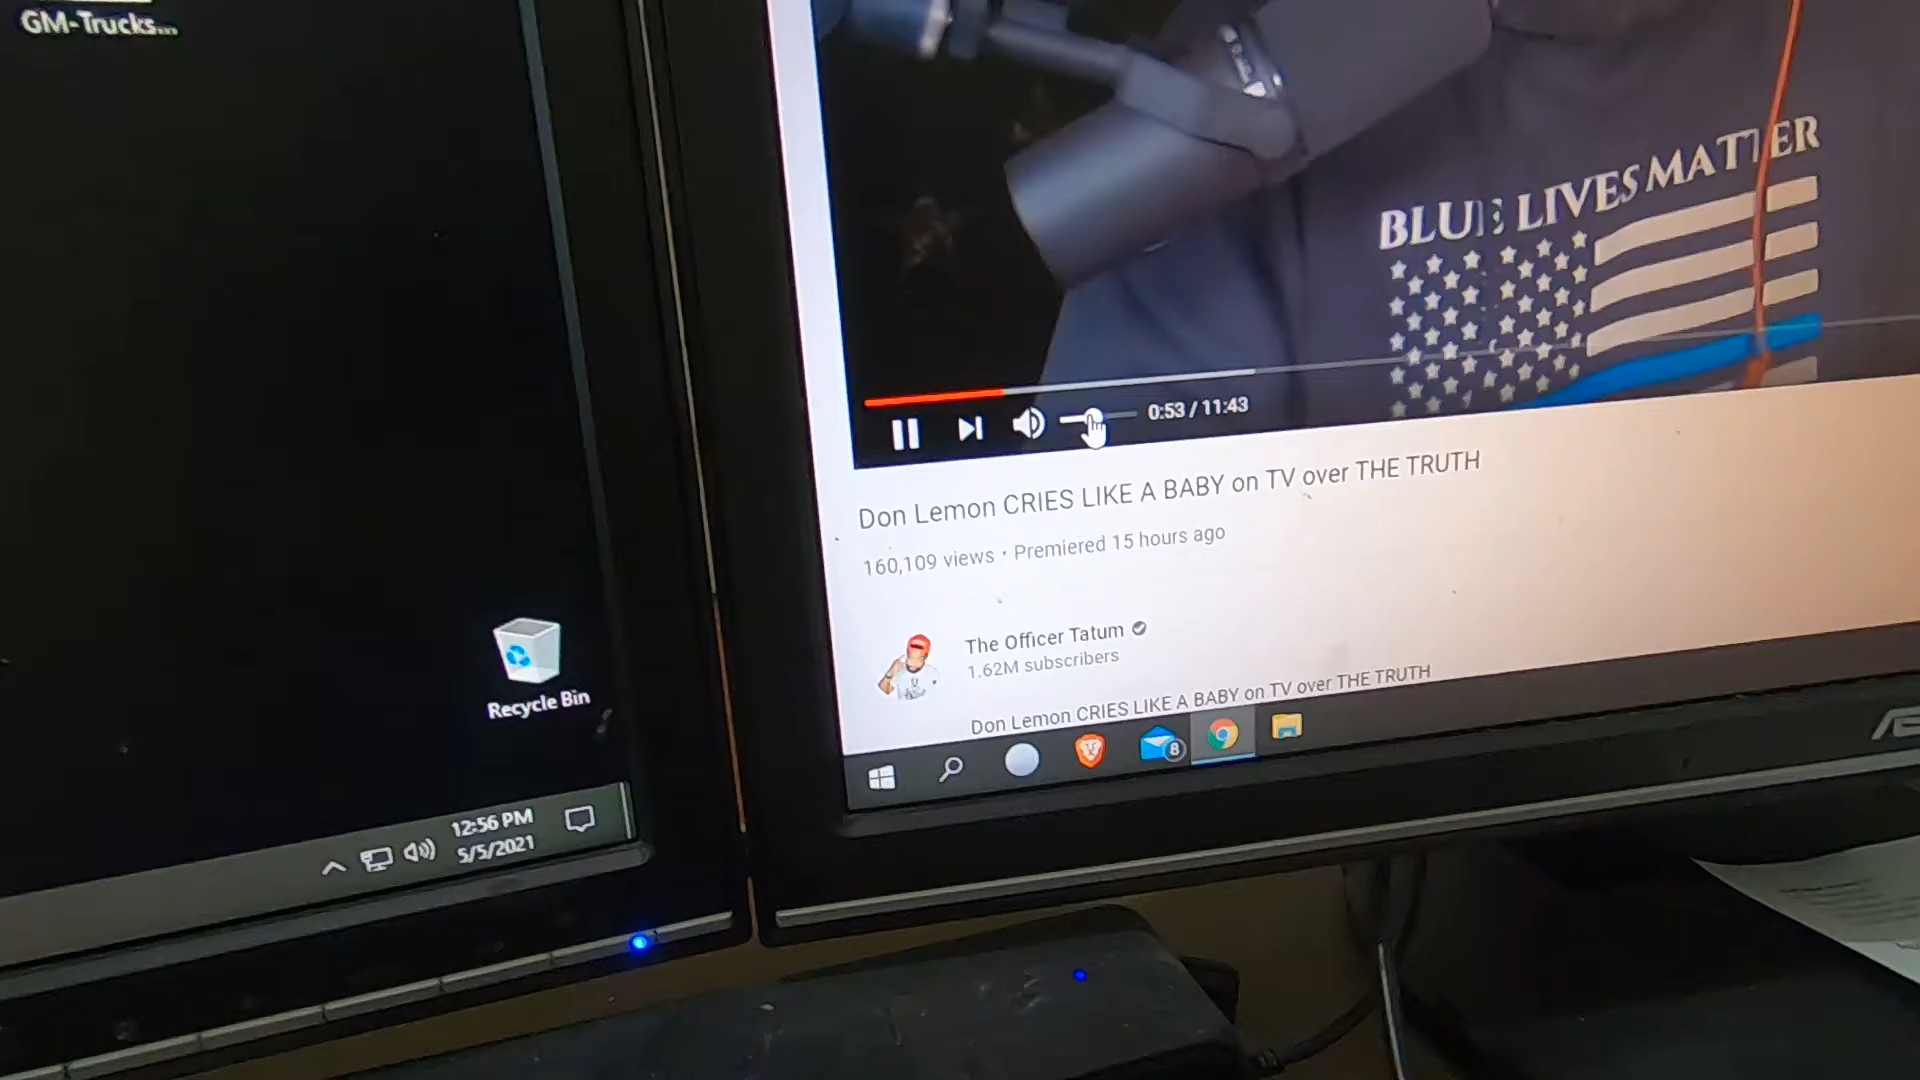 GM-Trucks...
BLUE LIVES MATTER
0:53 / 11:43
Don Lemon CRIES LIKE A BABY on TV over THE TRUTH
160,109 views • Premiered 15 hours ago
The Officer Tatum
1.62M subscribers
Don Lemon CRIES LIKE A BABY on TV over THE TRUTH
8
Recycle Bin
12:56 PM
5/5/2021